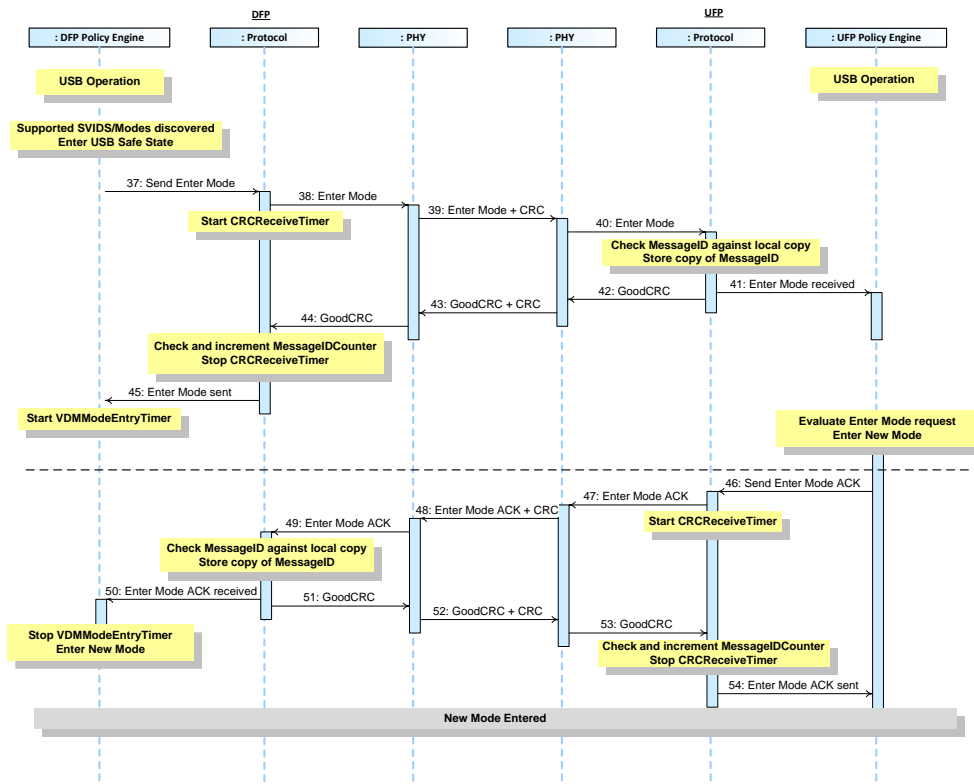 DFP
UFP
: DFP Policy Engine
: Protocol
: PHY
: PHY
: Protocol
: UFP Policy Engine
USB Operation
USB Operation
Supported SVIDS/Modes discovered
Enter USB Safe State
37: Send Enter Mode
38: Enter Mode
Start CRCReceiveTimer
39: Enter Mode + CRC
40: Enter Mode
Check MessageID against local copy
Store copy of MessageID
41: Enter Mode received
42: GoodCRC
43: GoodCRC + CRC
44: GoodCRC
Check and increment MessageIDCounter
Stop CRCReceiveTimer
45: Enter Mode sent
Start VDMModeEntryTimer
Evaluate Enter Mode request
Enter New Mode
46: Send Enter Mode ACK
47: Enter Mode ACK
Start CRCReceiveTimer
48: Enter Mode ACK + CRC
49: Enter Mode ACK
Check MessageID against local copy
Store copy of MessageID
50: Enter Mode ACK received
51: GoodCRC
52: GoodCRC + CRC
53: GoodCRC
Stop VDMModeEntryTimer
Enter New Mode
Check and increment MessageIDCounter
Stop CRCReceiveTimer
54: Enter Mode ACK sent
New Mode Entered